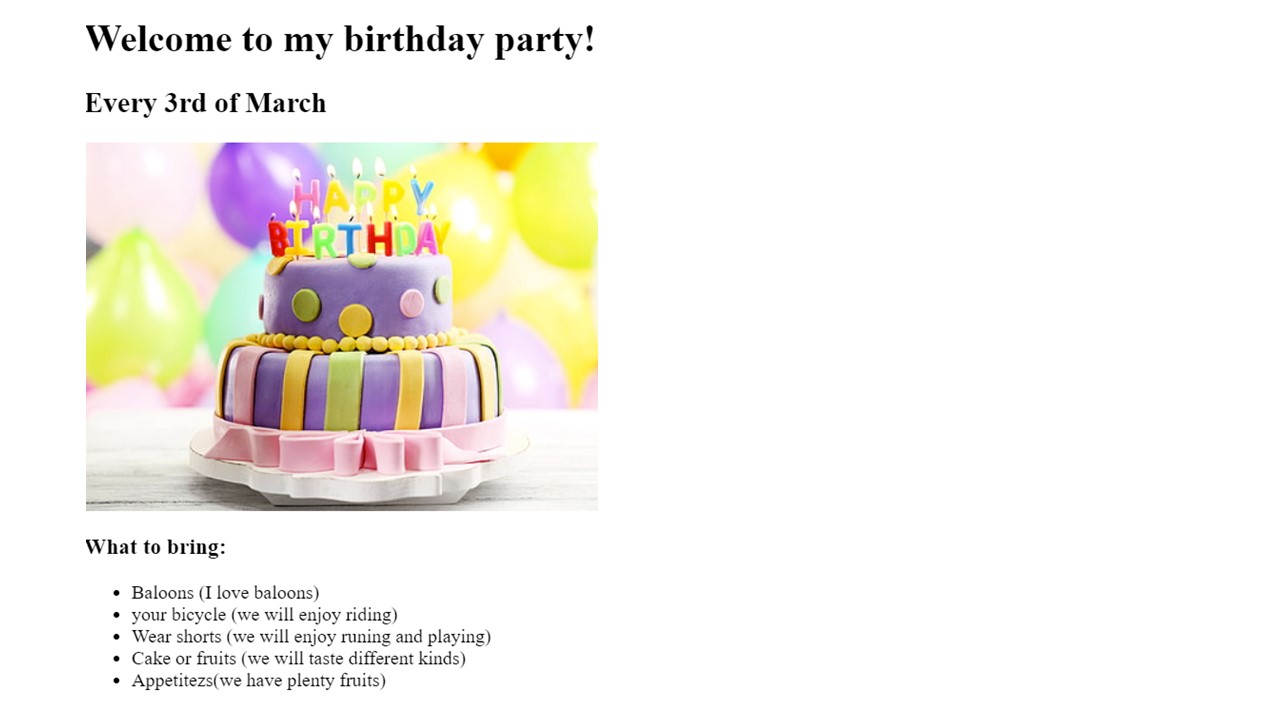 Welcome to my birthday party!
Every 3rd of March
HAPPY
BIRTHDAY
What to bring:
Baloons (I love baloons)
your bicycle (we will enjoy riding)
Wear shorts (we will enjoy runing and playing)
Cake or fruits (we will taste different kinds)
Appetitezs(we have plenty fruits)